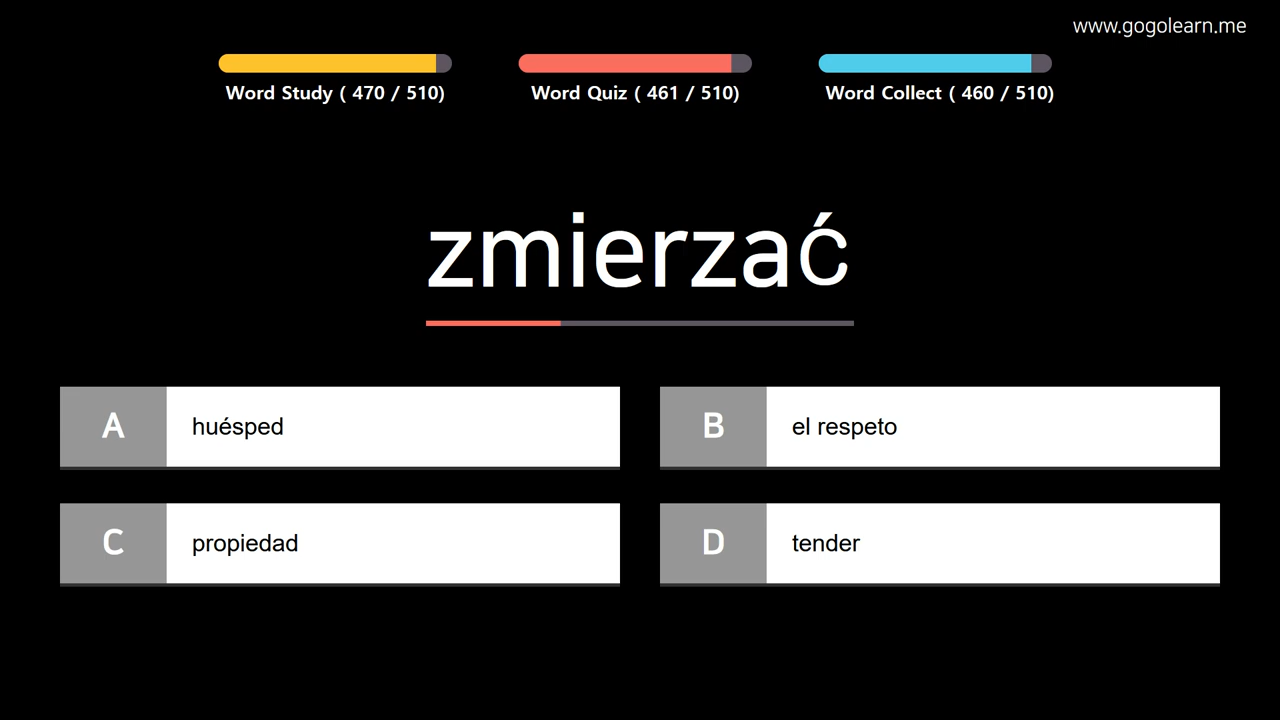 www.gogolearn.me
Word Study ( 470 / 510)
Word Quiz ( 461 / 510)
Word Collect ( 460 / 510)
zmierzać
A
huésped
B
el respeto
C
propiedad
D
tender